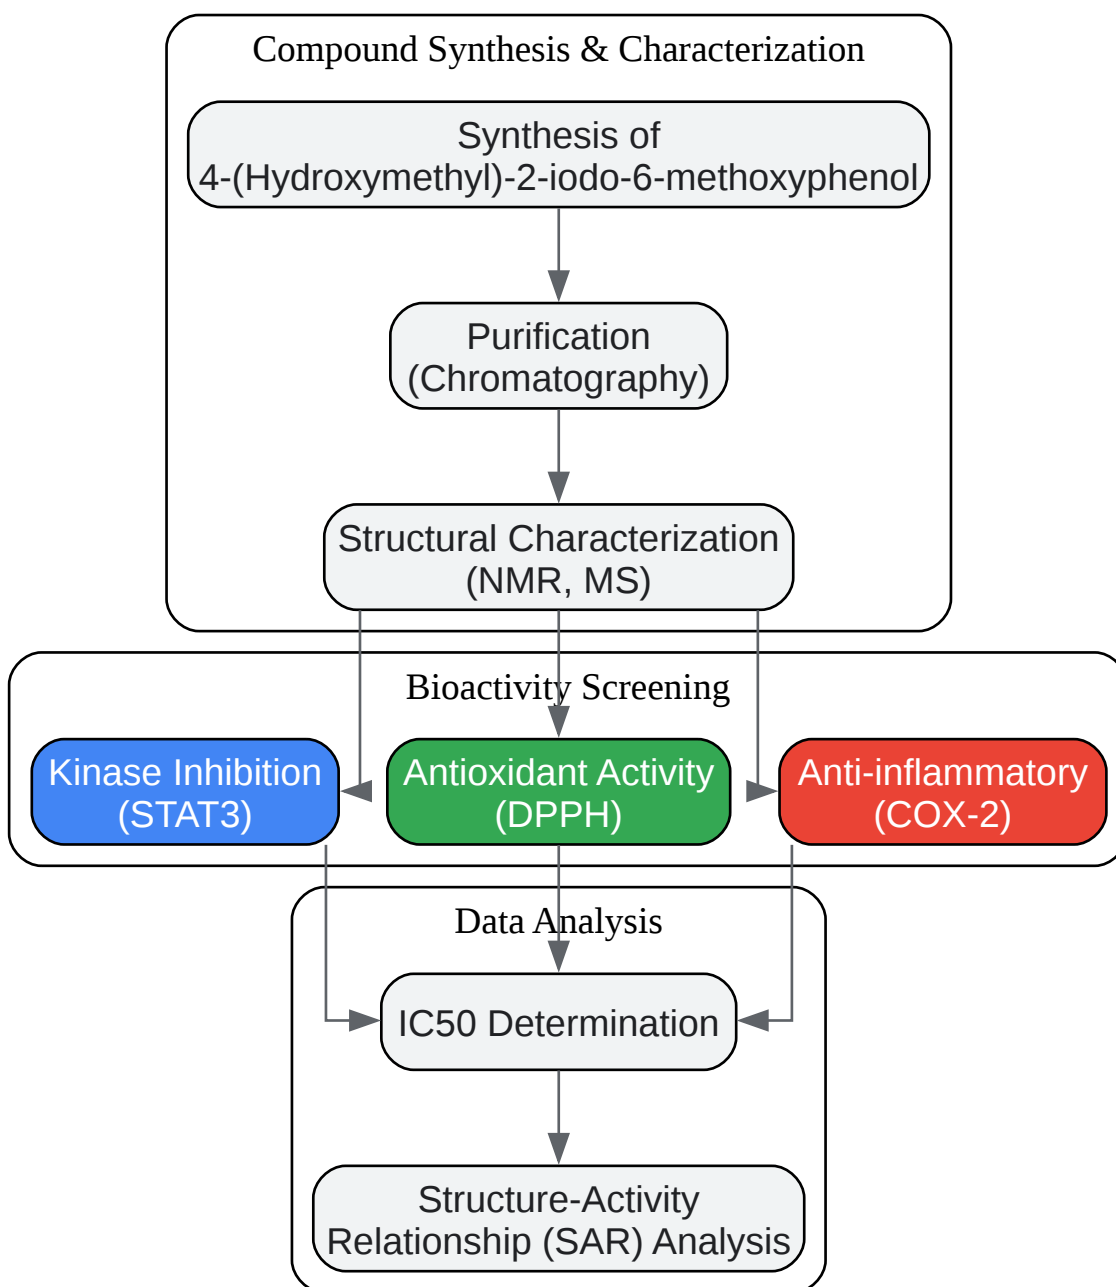 Compound Synthesis & Characterization
Synthesis of
4-(Hydroxymethyl)-2-iodo-6-methoxyphenol
Purification
(Chromatography)
Structural Characterization
(NMR, MS)
Bioactivity Screening
Kinase Inhibition
(STAT3)
Antioxidant Activity
(DPPH)
Anti-inflammatory
(COX-2)
Data Analysis
IC50 Determination
Structure-Activity
Relationship (SAR) Analysis